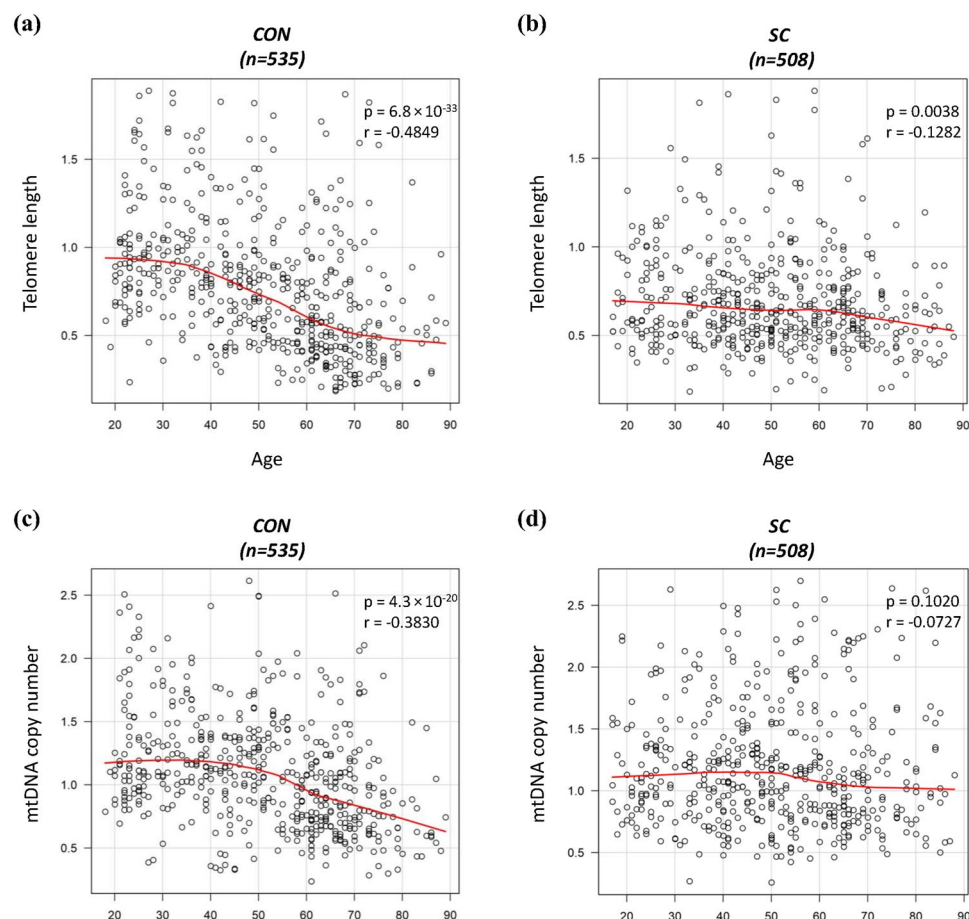 (a)
CON
(n=535)
p = 6.8 × 10⁻³³
r = -0.4849
Telomere length
1.5
1.0
0.5
20 30 40 50 60 70 80 90
Age
(b)
SC
(n=508)
p = 0.0038
r = -0.1282
Telomere length
1.5
1.0
0.5
20 30 40 50 60 70 80 90
Age
(c)
CON
(n=535)
p = 4.3 × 10⁻²⁰
r = -0.3830
mtDNA copy number
2.5
2.0
1.5
1.0
0.5
20 30 40 50 60 70 80 90
(d)
SC
(n=508)
p = 0.1020
r = -0.0727
mtDNA copy number
2.5
2.0
1.5
1.0
0.5
20 30 40 50 60 70 80 90